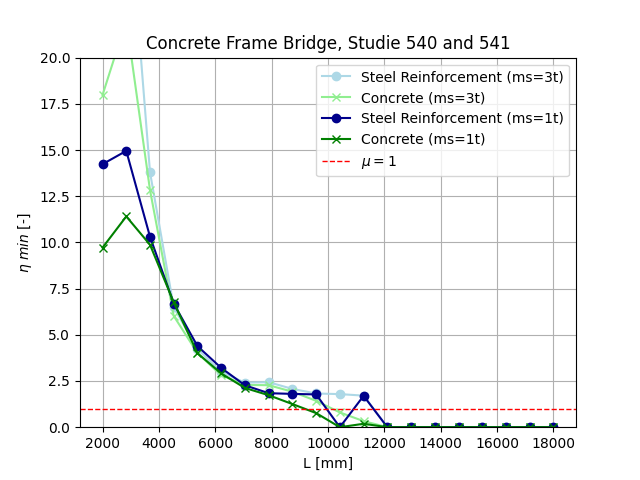 Concrete Frame Bridge, Studie 540 and 541
20.0
17.5
15.0
12.5
10.0
7.5
5.0
2.5
0.0
η min [-]
Steel Reinforcement (ms=3t)
Concrete (ms=3t)
Steel Reinforcement (ms=1t)
Concrete (ms=1t)
μ = 1
2000 4000 6000 8000 10000 12000 14000 16000 18000
L [mm]